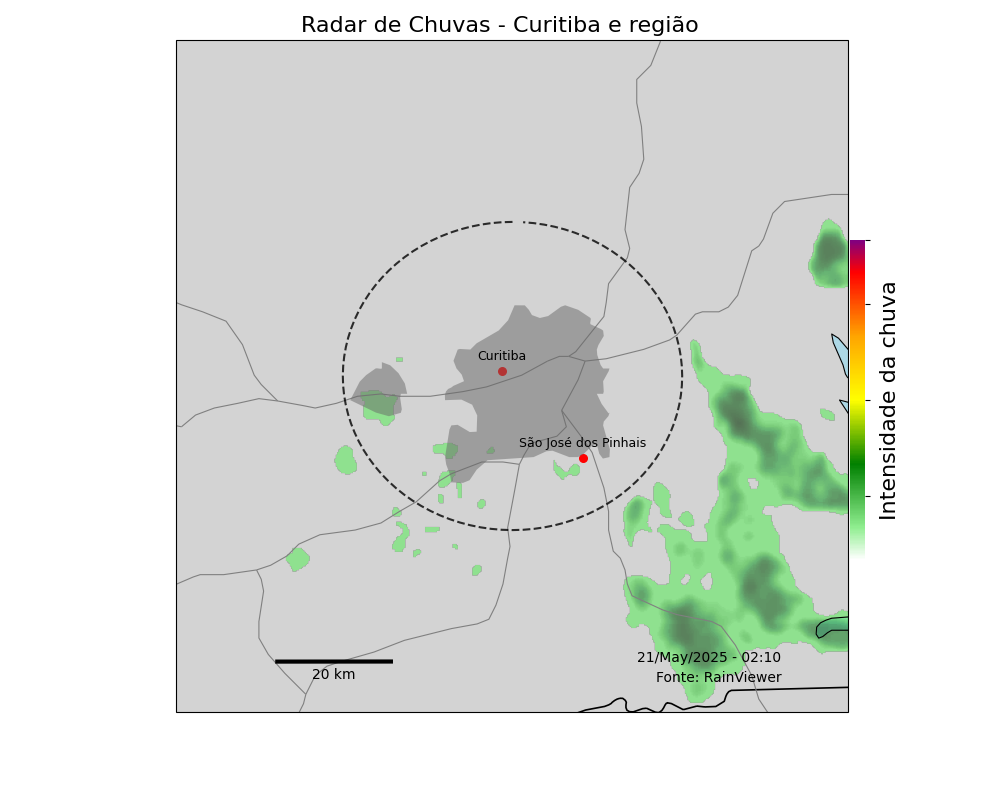 Radar de Chuvas - Curitiba e região
Curitiba
São José dos Pinhais
Intensidade da chuva
20 km
21/May/2025 - 02:10
Fonte: RainViewer